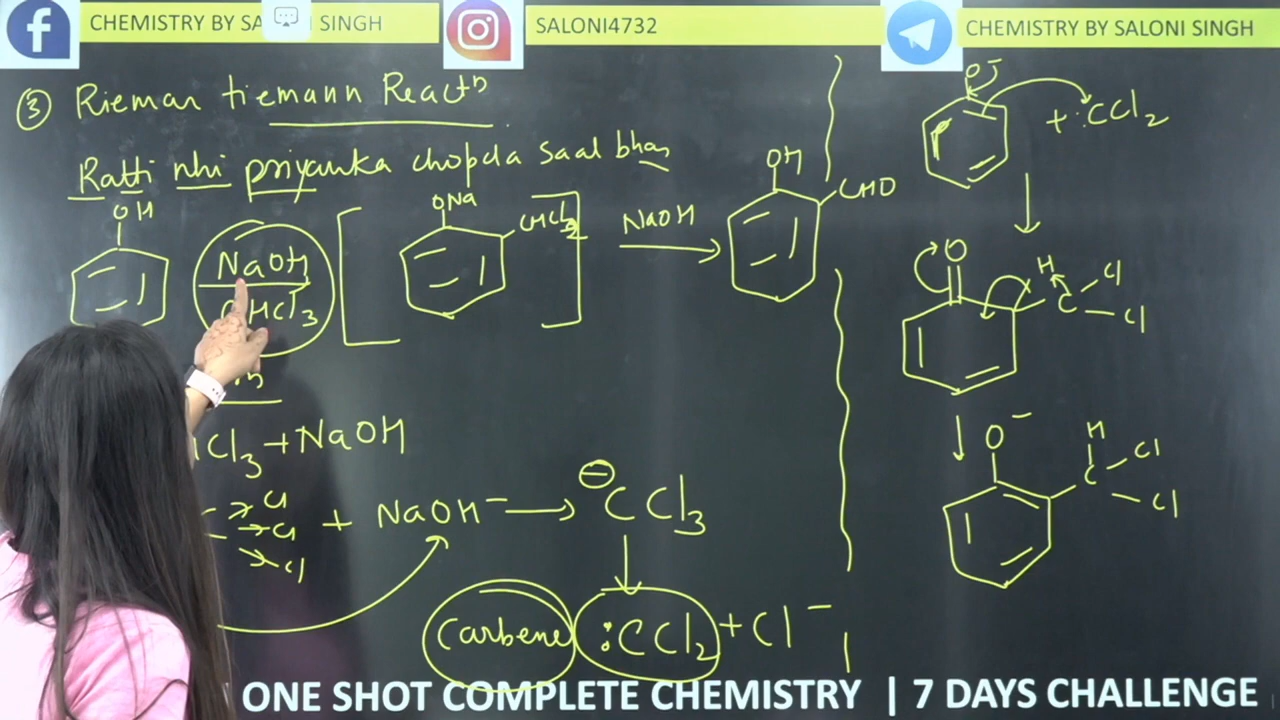 CHEMISTRY BY SA SINGH
SALONI4732
CHEMISTRY BY SALONI SINGH
③ Riemar tiemann Reactn
Ratti nhi priyanka chopda saal bhar
OH
NaOH
CHCl3
ONa
CHCl2
NaOH
OH
CHO
Cl3 + NaOH
Cl
Cl
Cl
+ NaOH⁻ → ⊖CCl3
Carbene :CCl2 + Cl⁻
+ :CCl2
O
H
C
Cl
Cl
O⁻
H
C
Cl
Cl
ONE SHOT COMPLETE CHEMISTRY | 7 DAYS CHALLENGE